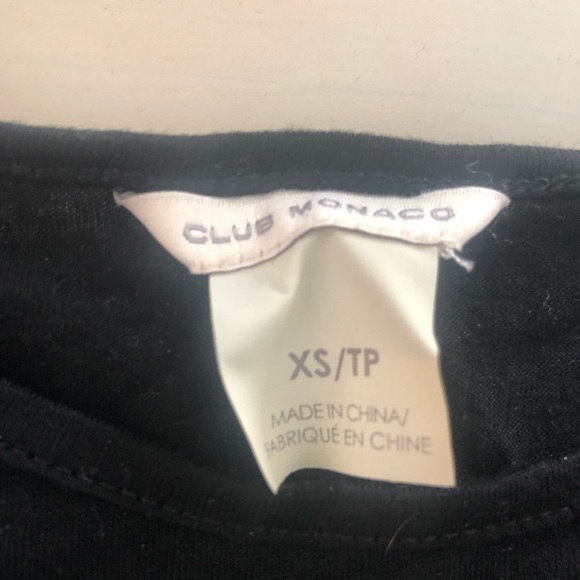 CLUB MONACO
XS/TP
MADE IN CHINA/
FABRIQUÉ EN CHINE